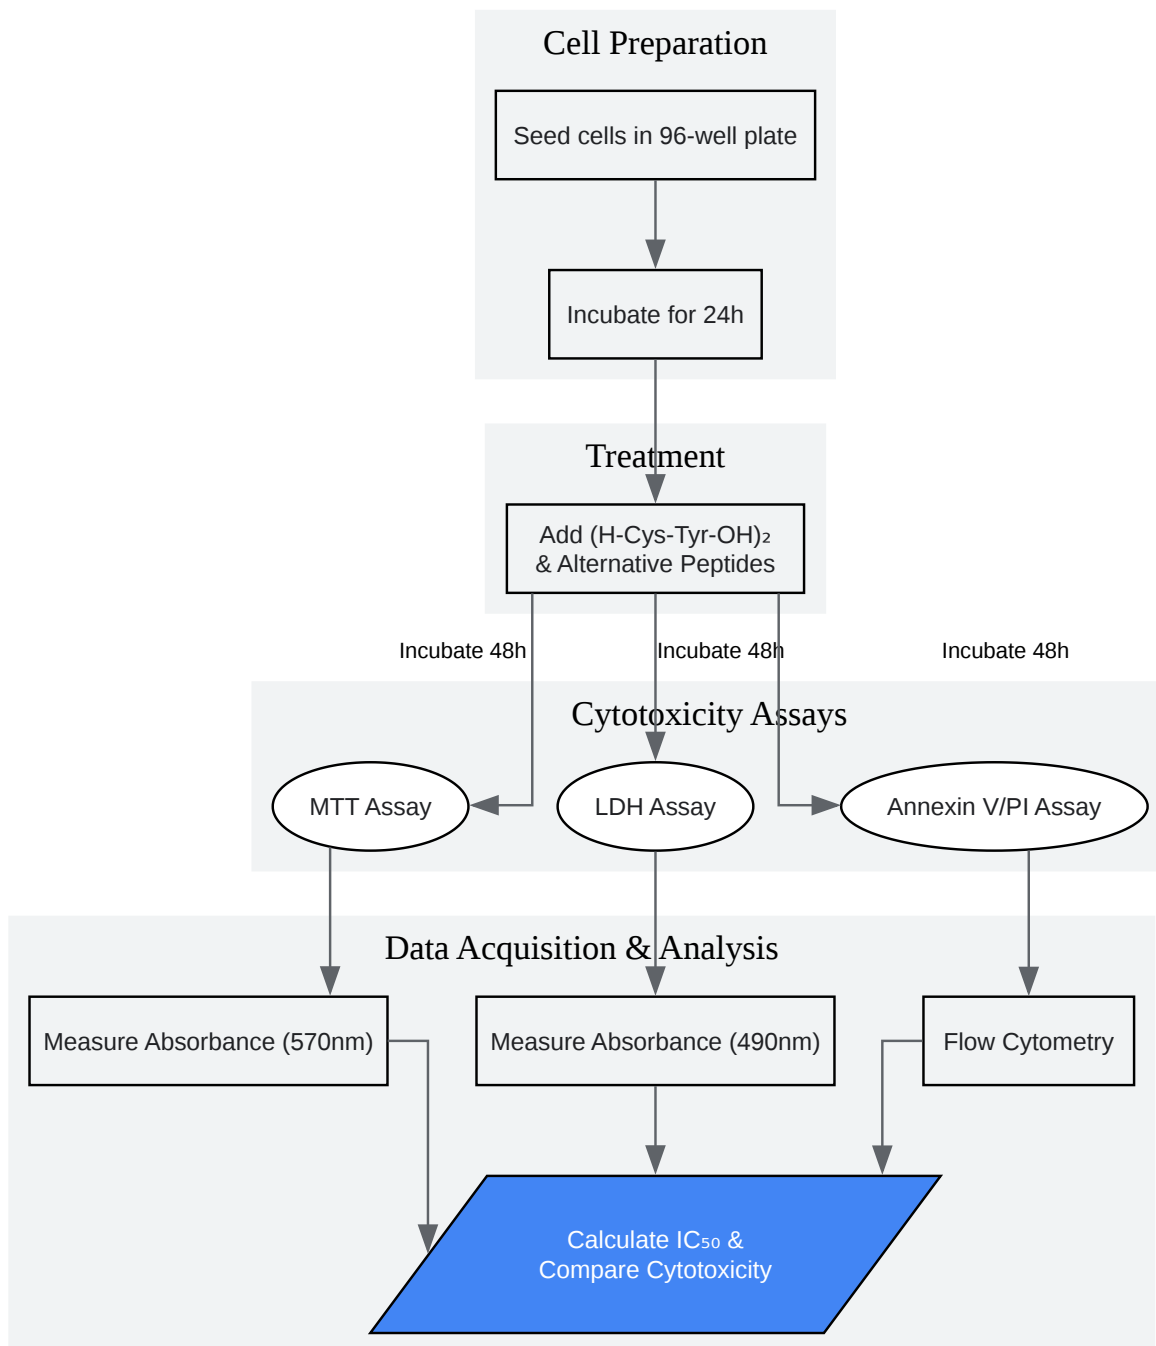 Cell Preparation
Seed cells in 96-well plate
Incubate for 24h
Treatment
Add (H-Cys-Tyr-OH)₂
& Alternative Peptides
Incubate 48h
Incubate 48h
Incubate 48h
Cytotoxicity Assays
MTT Assay
LDH Assay
Annexin V/PI Assay
Data Acquisition & Analysis
Measure Absorbance (570nm)
Measure Absorbance (490nm)
Flow Cytometry
Calculate IC₅₀ &
Compare Cytotoxicity